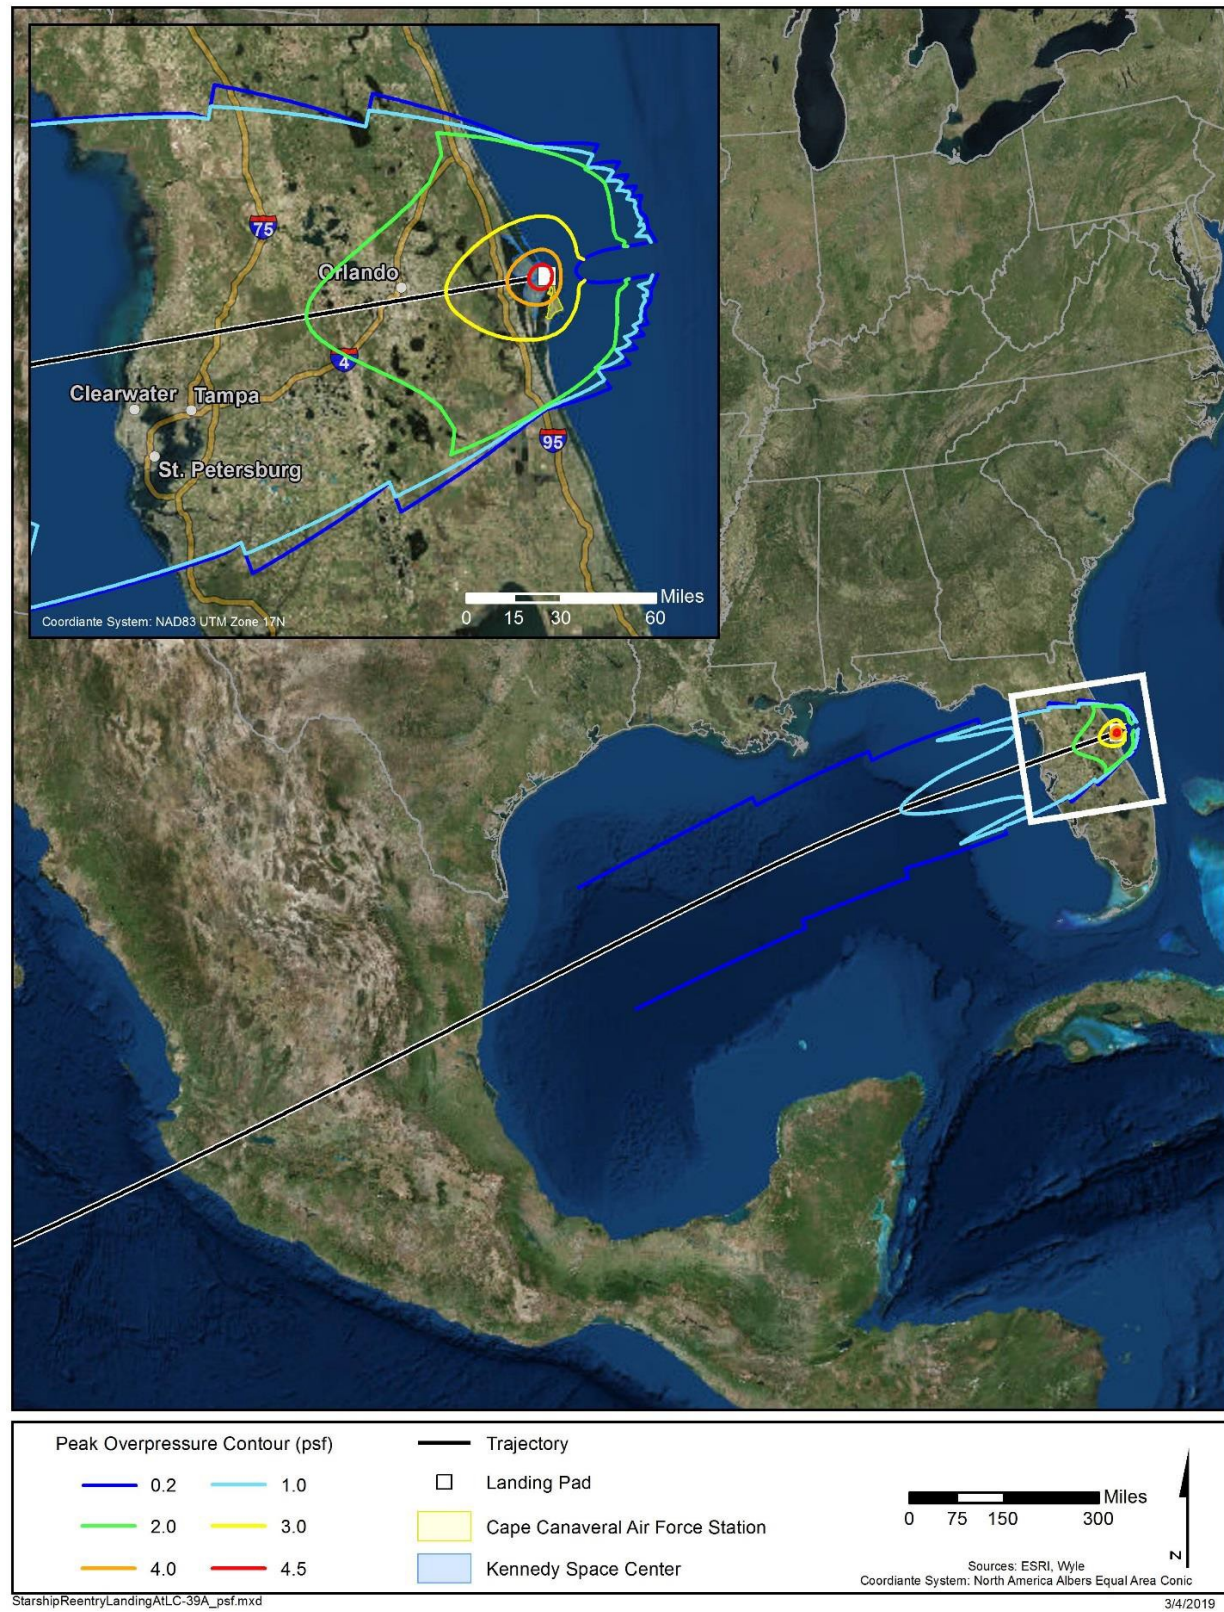 75
Orlando
4
Clearwater
Tampa
St. Petersburg
95
Miles
0 15 30 60
Coordiante System: NAD83 UTM Zone 17N
Peak Overpressure Contour (psf)
0.2
1.0
2.0
3.0
4.0
4.5
Trajectory
Landing Pad
Cape Canaveral Air Force Station
Kennedy Space Center
Miles
0 75 150 300
N
Sources: ESRI, Wyle
Coordiante System: North America Albers Equal Area Conic
StarshipReentryLandingAtLC-39A_psf.mxd
3/4/2019